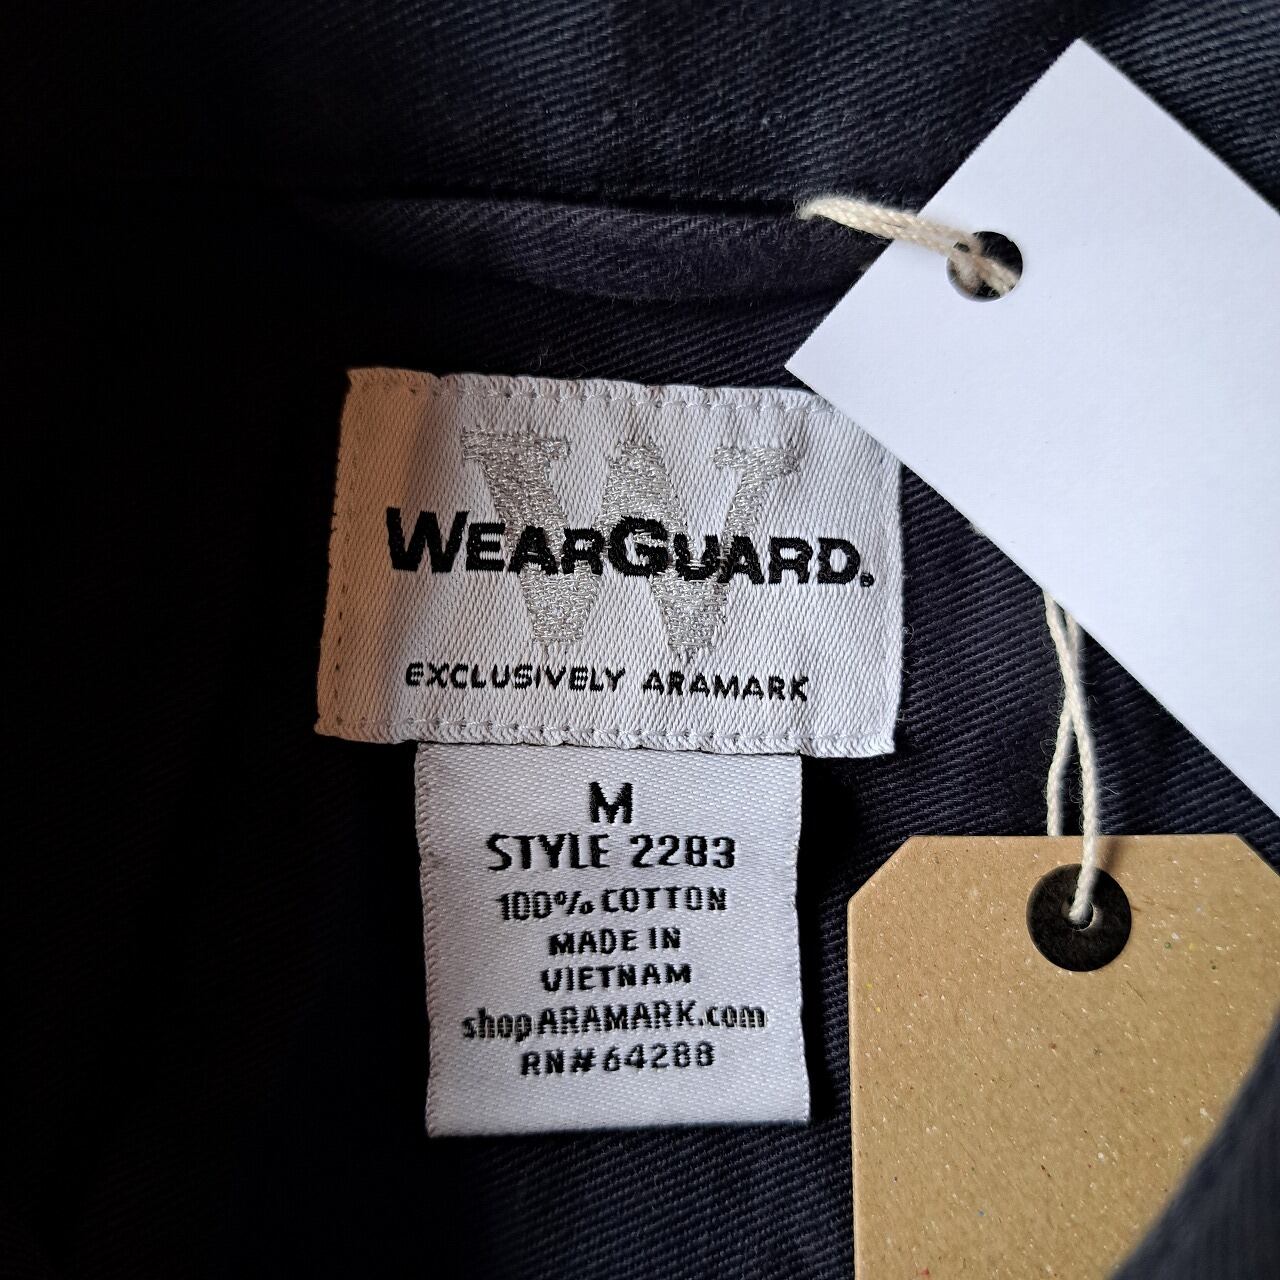 W
WEARGUARD®
EXCLUSIVELY ARAMARK
M
STYLE 2283
100% COTTON
MADE IN
VIETNAM
shopARAMARK.com
RN# 64288